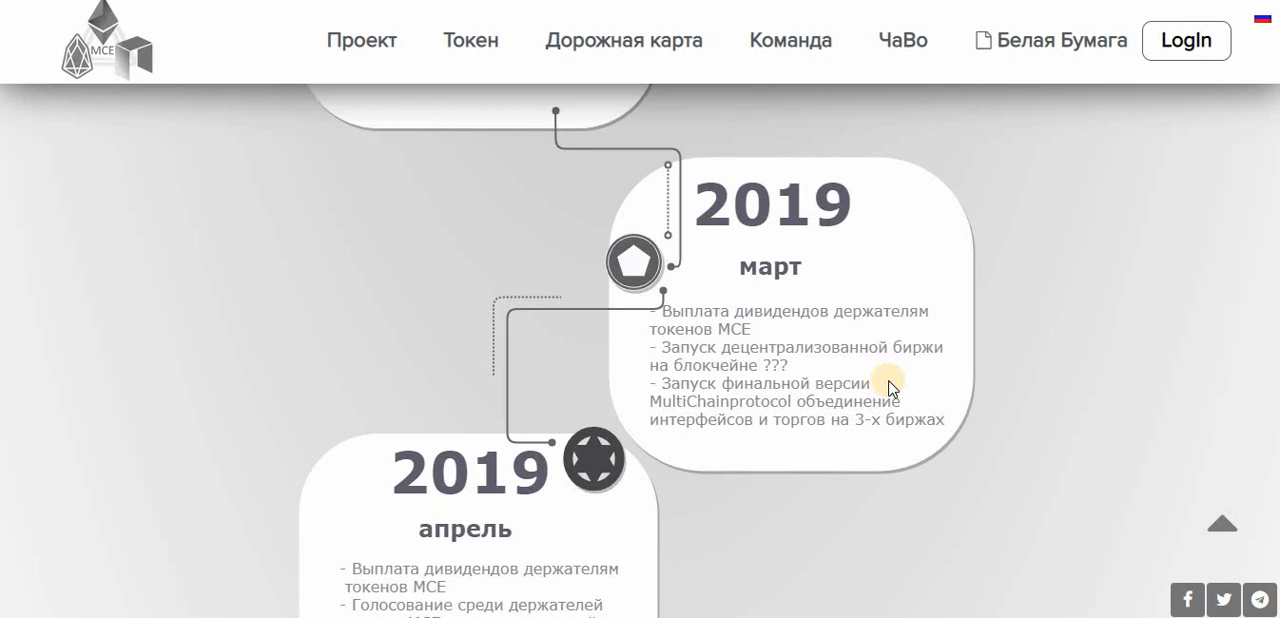 MCE
Проект
Токен
Дорожная карта
Команда
ЧаВо
Белая Бумага
LogIn
2019
март
- Выплата дивидендов держателям
токенов MCE
- Запуск децентрализованной биржи
на блокчейне ???
- Запуск финальной версии
MultiChainprotocol объединение
интерфейсов и торгов на 3-х биржах
2019
апрель
- Выплата дивидендов держателям
токенов MCE
- Голосование среди держателей